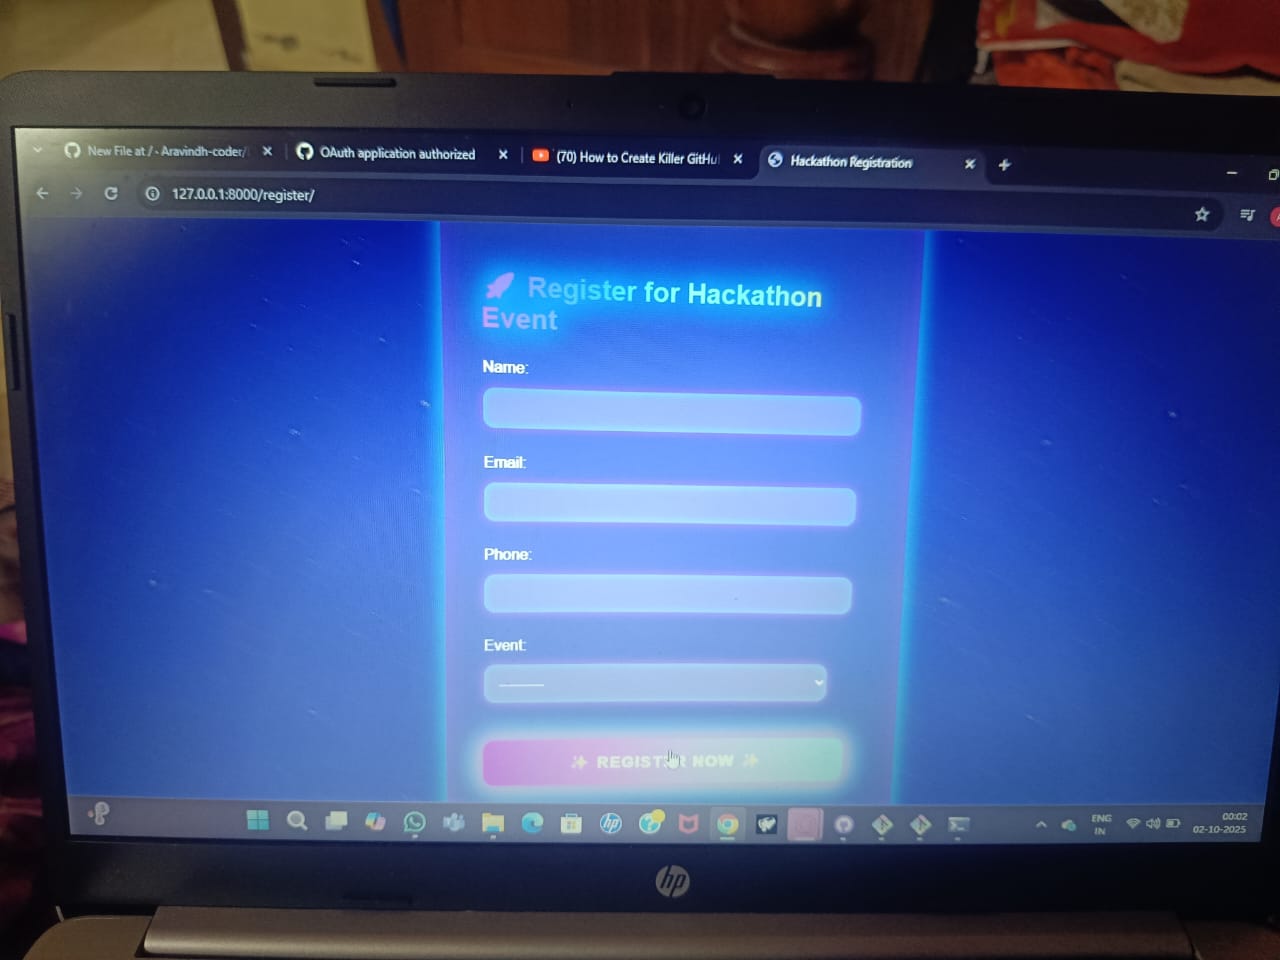 New File at / · Aravindh-coder/
OAuth application authorized
(70) How to Create Killer GitHu
Hackathon Registration
127.0.0.1:8000/register/
🚀 Register for Hackathon
Event
Name:
Email:
Phone:
Event:
---------
✨ REGISTER NOW ✨
ENG
IN
00:02
02-10-2025
hp